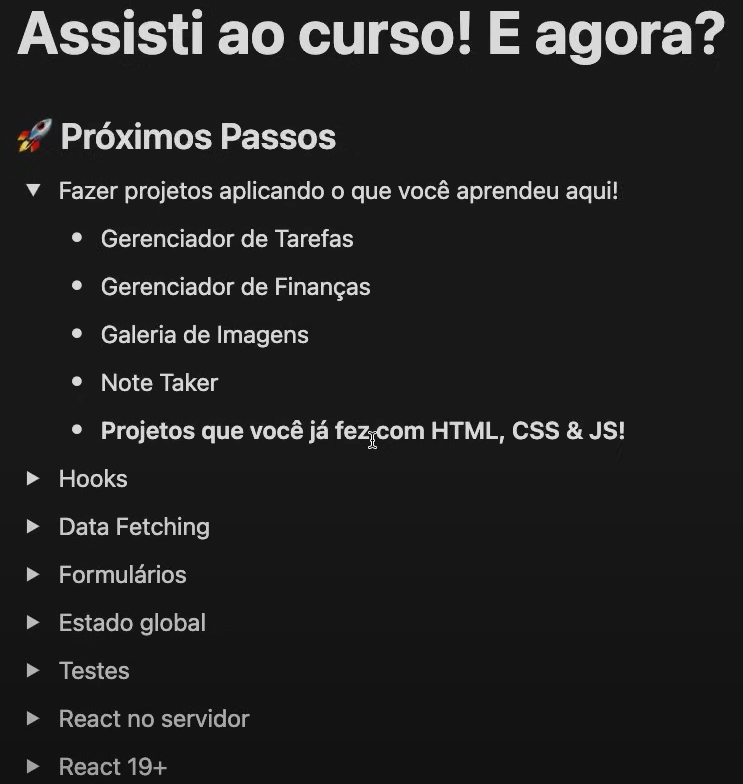 Assisti ao curso! E agora?
🚀 Próximos Passos
Fazer projetos aplicando o que você aprendeu aqui!
Gerenciador de Tarefas
Gerenciador de Finanças
Galeria de Imagens
Note Taker
Projetos que você já fez com HTML, CSS & JS!
Hooks
Data Fetching
Formulários
Estado global
Testes
React no servidor
React 19+